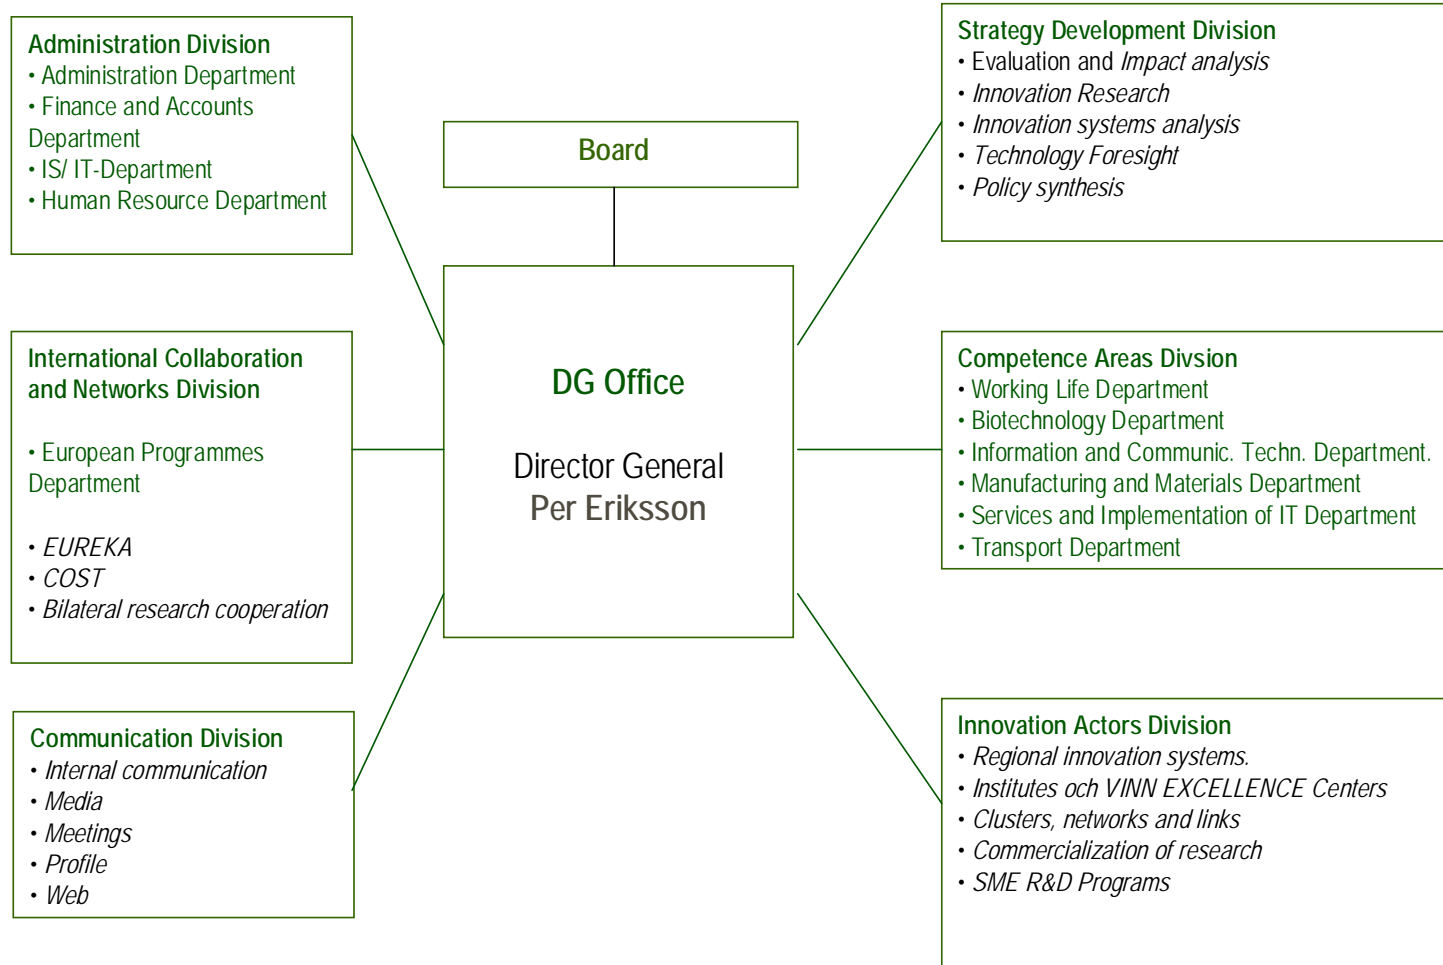 Administration Division
• Administration Department
• Finance and Accounts
Department
• IS/ IT-Department
• Human Resource Department
International Collaboration
and Networks Division
• European Programmes
Department
• EUREKA
• COST
• Bilateral research cooperation
Communication Division
• Internal communication
• Media
• Meetings
• Profile
• Web
Board
DG Office
Director General
Per Eriksson
Strategy Development Division
• Evaluation and Impact analysis
• Innovation Research
• Innovation systems analysis
• Technology Foresight
• Policy synthesis
Competence Areas Divsion
• Working Life Department
• Biotechnology Department
• Information and Communic. Techn. Department.
• Manufacturing and Materials Department
• Services and Implementation of IT Department
• Transport Department
Innovation Actors Division
• Regional innovation systems.
• Institutes och VINN EXCELLENCE Centers
• Clusters, networks and links
• Commercialization of research
• SME R&D Programs